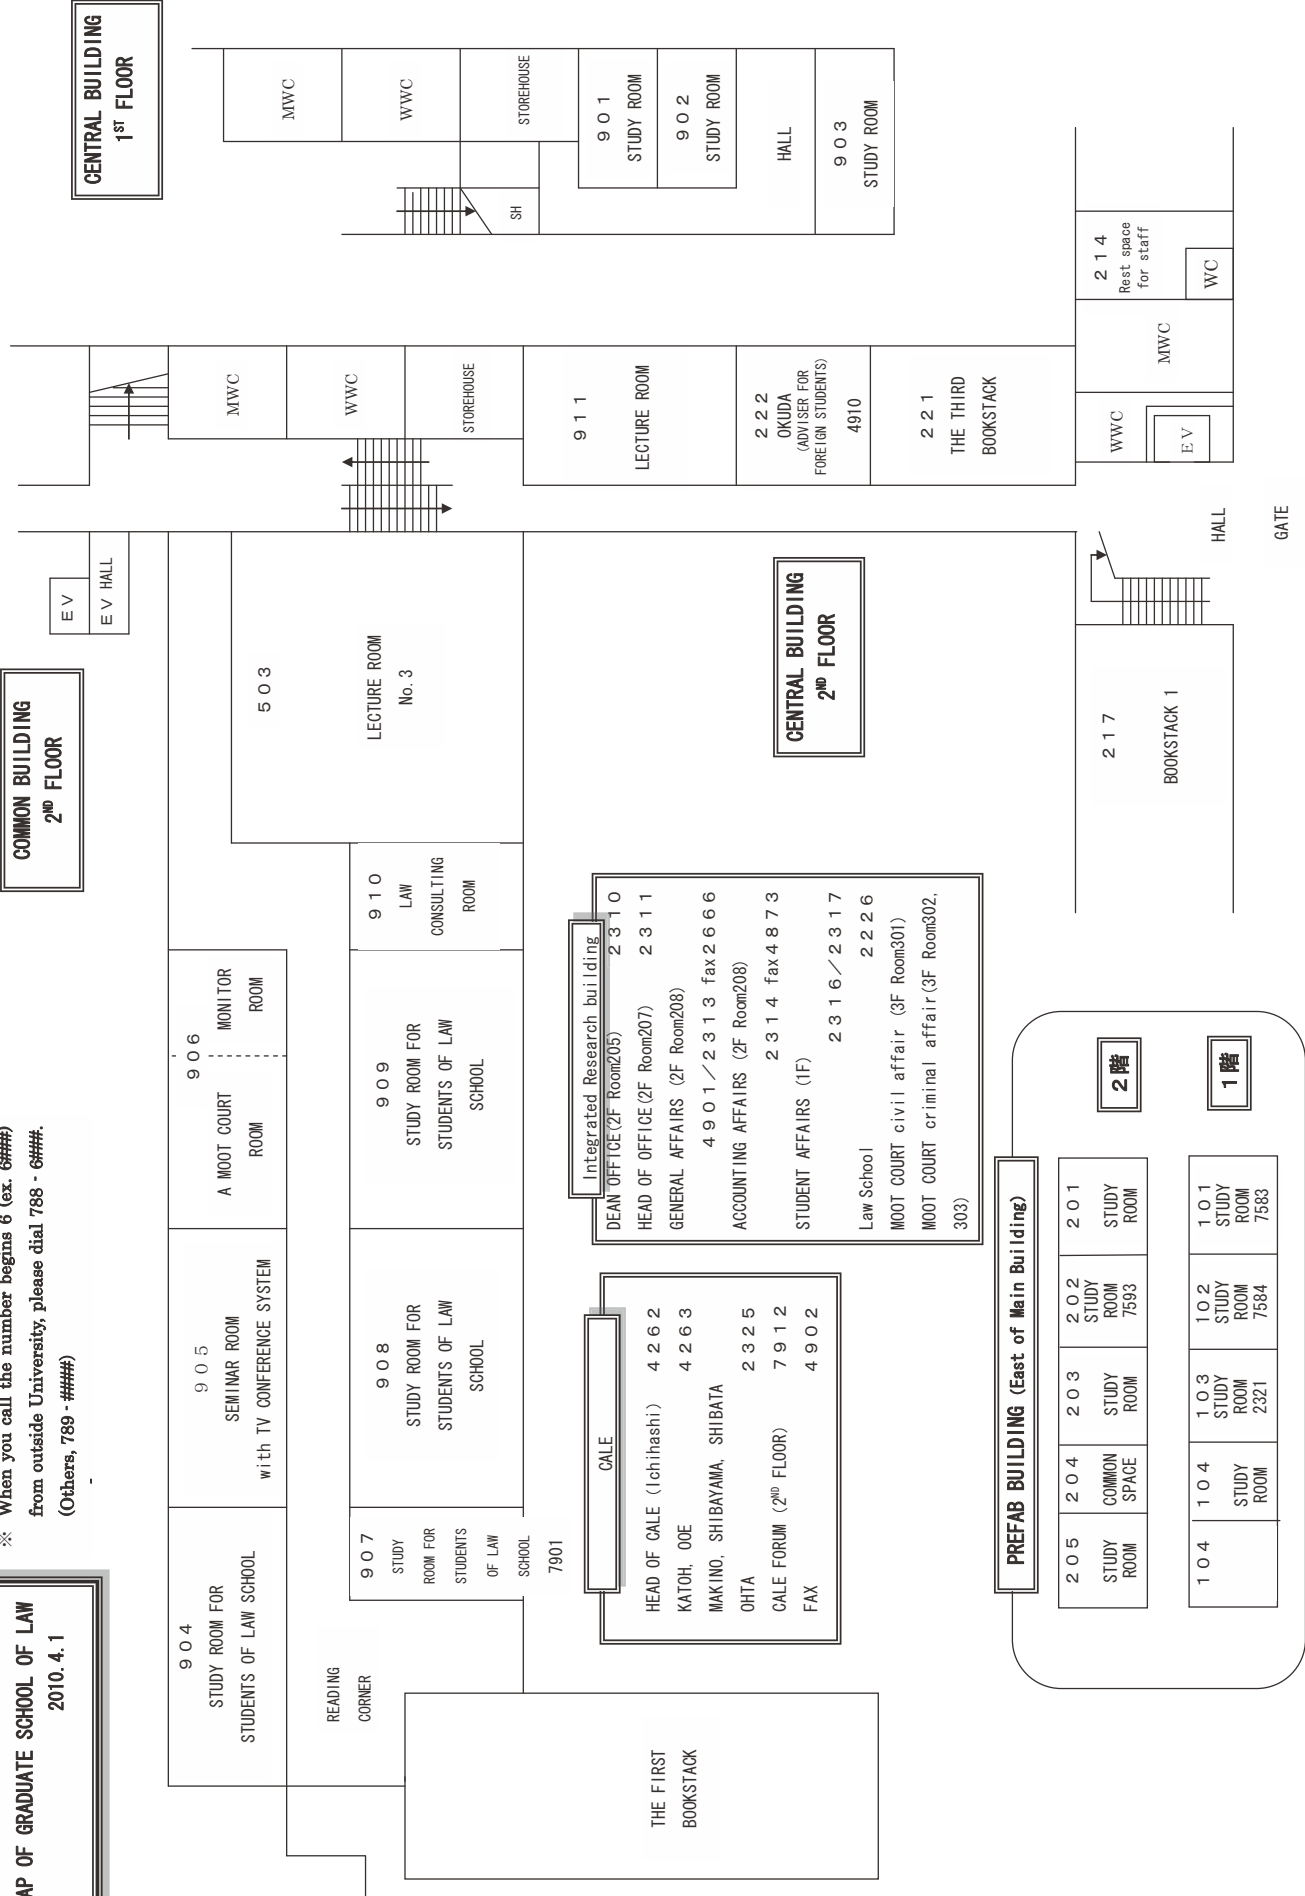 AP OF GRADUATE SCHOOL OF LAW
2010.4.1
※ When you call the number begins 6 (ex. 6###)
from outside University, please dial 788 - 6###.
(Others, 789 - ####)
COMMON BUILDING
2ND FLOOR
EV
EV HALL
CENTRAL BUILDING
1ST FLOOR
MWC
WWC
STOREHOUSE
SH
901
STUDY ROOM
902
STUDY ROOM
HALL
903
STUDY ROOM
904
STUDY ROOM FOR
STUDENTS OF LAW SCHOOL
905
SEMINAR ROOM
with TV CONFERENCE SYSTEM
906
A MOOT COURT
ROOM
MONITOR
ROOM
503
LECTURE ROOM
No.3
MWC
WWC
STOREHOUSE
READING
CORNER
907
STUDY
ROOM FOR
STUDENTS
OF LAW
SCHOOL
7901
908
STUDY ROOM FOR
STUDENTS OF LAW
SCHOOL
909
STUDY ROOM FOR
STUDENTS OF LAW
SCHOOL
910
LAW
CONSULTING
ROOM
911
LECTURE ROOM
222
OKUDA
(ADVISER FOR
FOREIGN STUDENTS)
4910
221
THE THIRD
BOOKSTACK
THE FIRST
BOOKSTACK
CALE
HEAD OF CALE (Ichihashi) 4262
KATOH, OOE 4263
MAKINO, SHIBAYAMA, SHIBATA
OHTA 2325
CALE FORUM (2ND FLOOR) 7912
FAX 4902
Integrated Research building
DEAN OFFICE(2F Room205) 2310
HEAD OF OFFICE(2F Room207) 2311
GENERAL AFFAIRS (2F Room208)
4901/2313 fax2666
ACCOUNTING AFFAIRS (2F Room208)
2314 fax4873
STUDENT AFFAIRS (1F)
2316/2317
Law School 2226
MOOT COURT civil affair (3F Room301)
MOOT COURT criminal affair(3F Room302,
303)
CENTRAL BUILDING
2ND FLOOR
214
Rest space
for staff
WC
MWC
WWC
EV
HALL
GATE
217
BOOKSTACK 1
PREFAB BUILDING (East of Main Building)
205
STUDY
ROOM
204
COMMON
SPACE
203
STUDY
ROOM
202
STUDY
ROOM
7593
201
STUDY
ROOM
2階
104
104
STUDY
ROOM
103
STUDY
ROOM
2321
102
STUDY
ROOM
7584
101
STUDY
ROOM
7583
1階